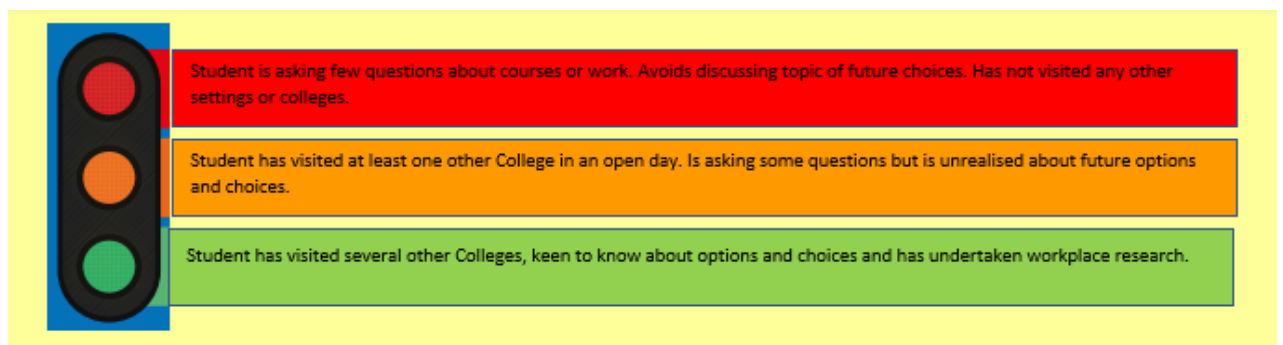 Student is asking few questions about courses or work. Avoids discussing topic of future choices. Has not visited any other
settings or colleges.
Student has visited at least one other College in an open day. Is asking some questions but is unrealised about future options
and choices.
Student has visited several other Colleges, keen to know about options and choices and has undertaken workplace research.